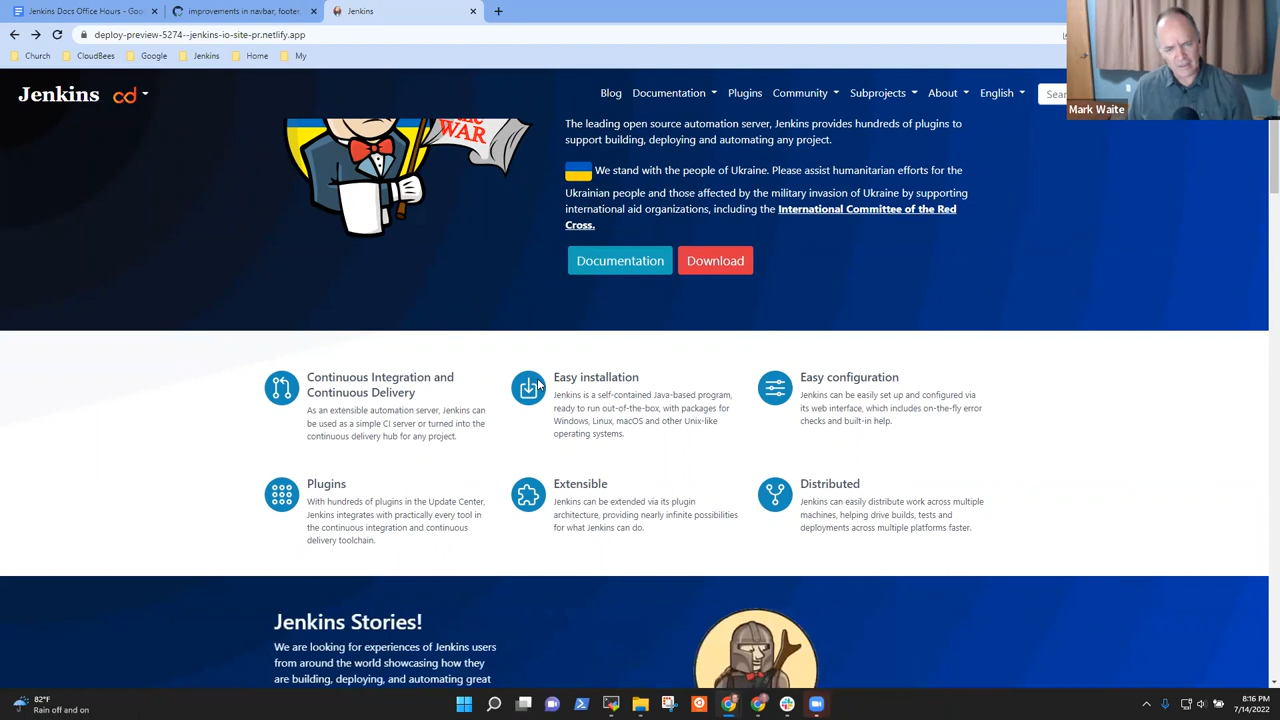 Jenkins Docs Office Hours - Goo
improvements in navbar, footer,
Jenkins
deploy-preview-5274--jenkins-io-site-pr.netlify.app
Church
CloudBees
Google
Jenkins
Home
My
Mark Waite
Jenkins
cd
Blog
Documentation
Plugins
Community
Subprojects
About
English
Sear
WAR
The leading open source automation server, Jenkins provides hundreds of plugins to
support building, deploying and automating any project.
We stand with the people of Ukraine. Please assist humanitarian efforts for the
Ukrainian people and those affected by the military invasion of Ukraine by supporting
international aid organizations, including the International Committee of the Red
Cross.
Documentation
Download
Continuous Integration and
Continuous Delivery
As an extensible automation server, Jenkins can
be used as a simple CI server or turned into the
continuous delivery hub for any project.
Easy installation
Jenkins is a self-contained Java-based program,
ready to run out-of-the-box, with packages for
Windows, Linux, macOS and other Unix-like
operating systems.
Easy configuration
Jenkins can be easily set up and configured via
its web interface, which includes on-the-fly error
checks and built-in help.
Plugins
With hundreds of plugins in the Update Center,
Jenkins integrates with practically every tool in
the continuous integration and continuous
delivery toolchain.
Extensible
Jenkins can be extended via its plugin
architecture, providing nearly infinite possibilities
for what Jenkins can do.
Distributed
Jenkins can easily distribute work across multiple
machines, helping drive builds, tests and
deployments across multiple platforms faster.
Jenkins Stories!
We are looking for experiences of Jenkins users
from around the world showcasing how they
are building, deploying, and automating great
82°F
Rain off and on
8:16 PM
7/14/2022